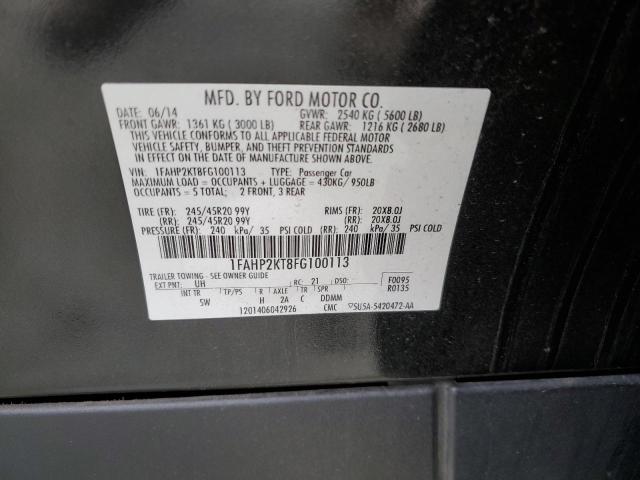 MFD. BY FORD MOTOR CO.
DATE: 06/14 GVWR: 2540 KG (5600 LB)
FRONT GAWR: 1361 KG (3000 LB) REAR GAWR: 1216 KG (2680 LB)
THIS VEHICLE CONFORMS TO ALL APPLICABLE FEDERAL MOTOR
VEHICLE SAFETY, BUMPER, AND THEFT PREVENTION STANDARDS
IN EFFECT ON THE DATE OF MANUFACTURE SHOWN ABOVE.
VIN: 1FAHP2KT8FG100113 TYPE: Passenger Car
MAXIMUM LOAD = OCCUPANTS + LUGGAGE = 430KG/ 950LB
OCCUPANTS = 5 TOTAL; 2 FRONT, 3 REAR
TIRE (FR): 245/45R20 99Y RIMS (FR): 20X8.0J
(RR): 245/45R20 99Y (RR): 20X8.0J
PRESSURE (FR): 240 kPa/ 35 PSI COLD (RR): 240 kPa/ 35 PSI COLD
1FAHP2KT8FG100113
TRAILER TOWING - SEE OWNER GUIDE
EXT PNT: UH RC: 21 DSO: F0095
R0135
INT TR TP/PS R AXLE TR SPR
5W H 2A C DDMM
1201406042926 CMC ▽5USA-5420472-AA